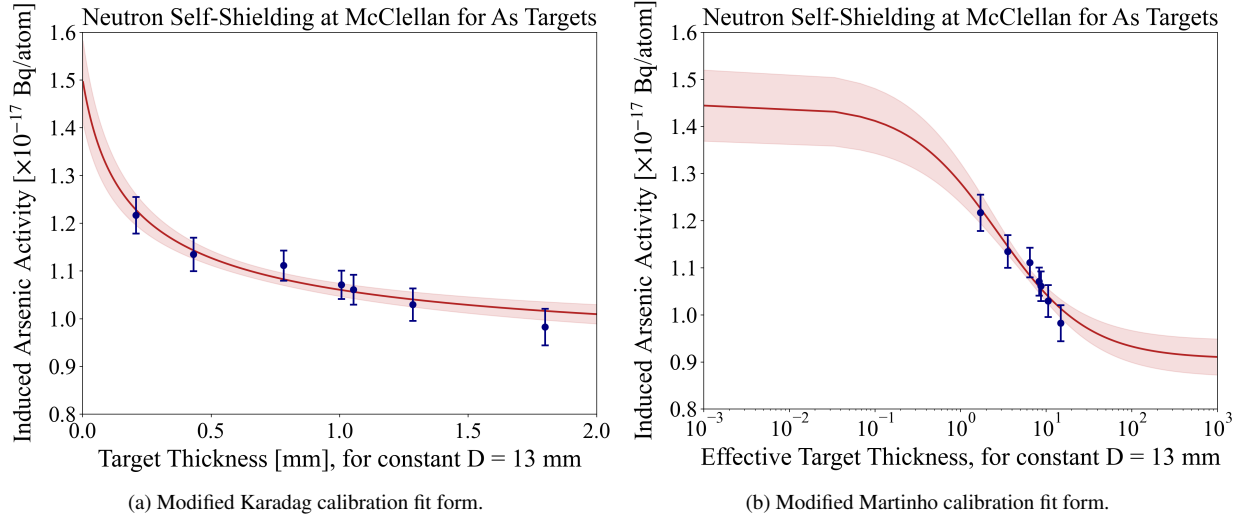 Neutron Self-Shielding at McClellan for As Targets
Induced Arsenic Activity [×10⁻¹⁷ Bq/atom]
1.6
1.5
1.4
1.3
1.2
1.1
1.0
0.9
0.8
0.0 0.5 1.0 1.5 2.0
Target Thickness [mm], for constant D = 13 mm
(a) Modified Karadag calibration fit form.
Neutron Self-Shielding at McClellan for As Targets
Induced Arsenic Activity [×10⁻¹⁷ Bq/atom]
1.6
1.5
1.4
1.3
1.2
1.1
1.0
0.9
0.8
10⁻³ 10⁻² 10⁻¹ 10⁰ 10¹ 10² 10³
Effective Target Thickness, for constant D = 13 mm
(b) Modified Martinho calibration fit form.